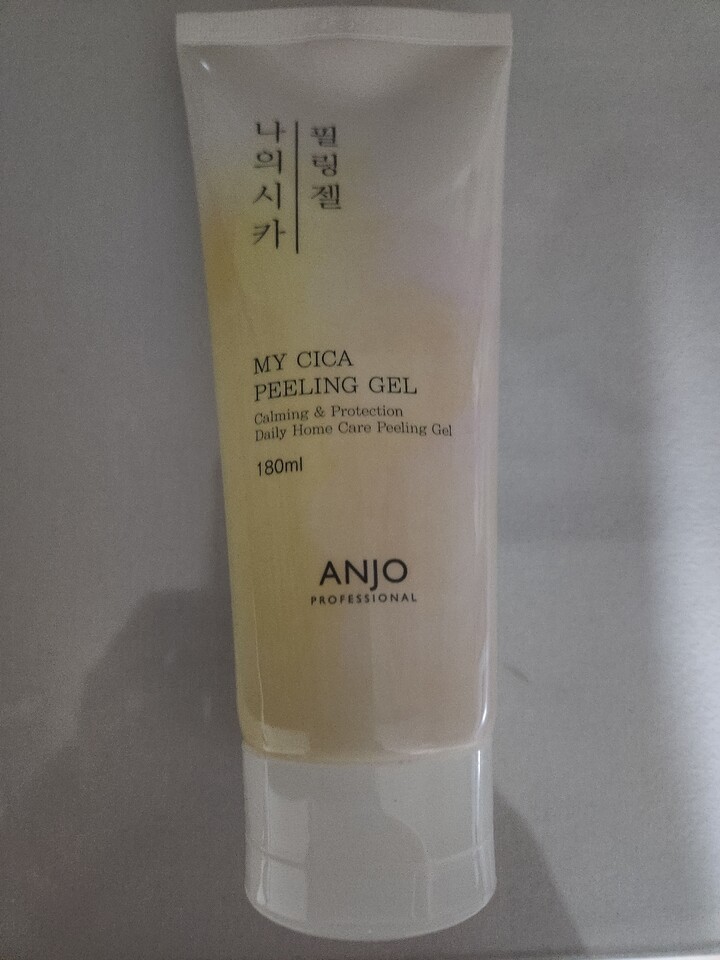 나의시카
필링젤
MY CICA
PEELING GEL
Calming & Protection
Daily Home Care Peeling Gel
180ml
ANJO
PROFESSIONAL